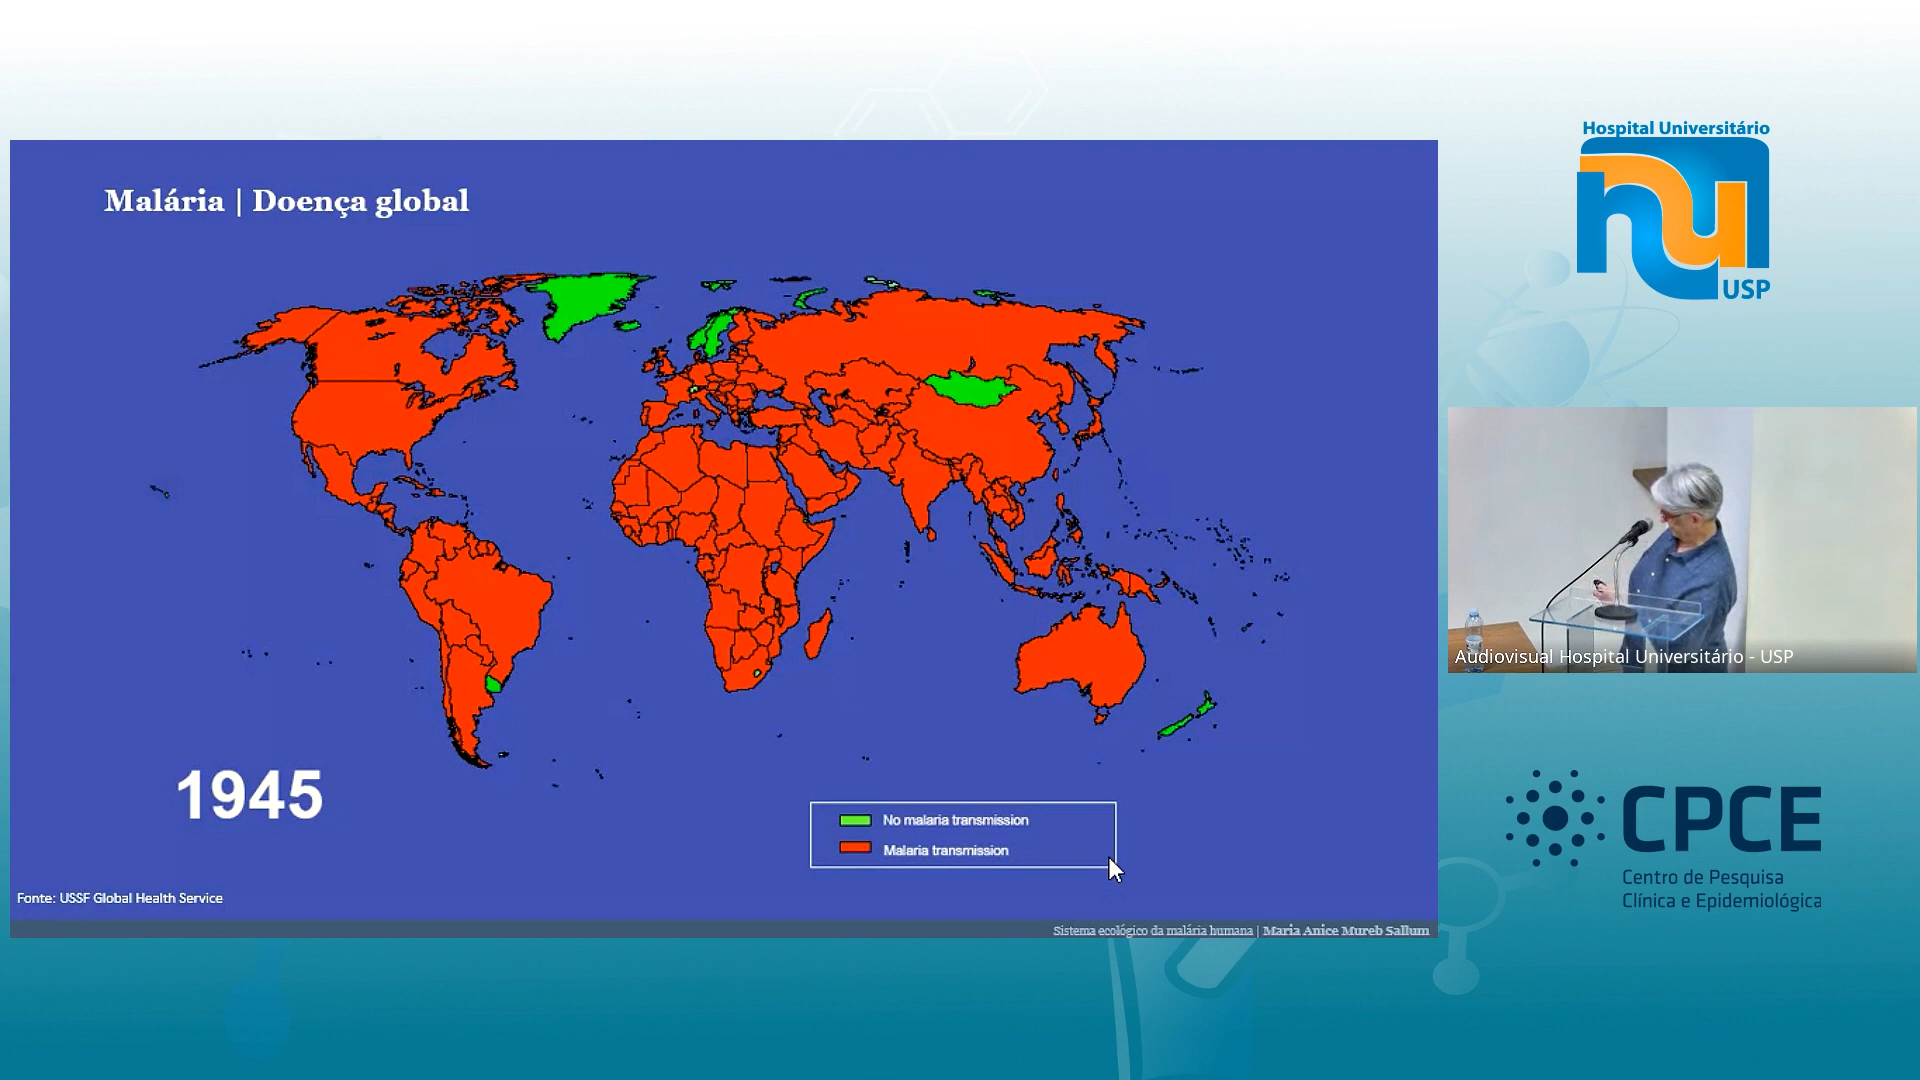 Malária | Doença global
1945
No malaria transmission
Malaria transmission
Fonte: USSF Global Health Service
Sistema ecológico da malária humana | Maria Anice Mureb Sallum
Hospital Universitário
hu
USP
Audiovisual Hospital Universitário - USP
CPCE
Centro de Pesquisa
Clínica e Epidemiológica